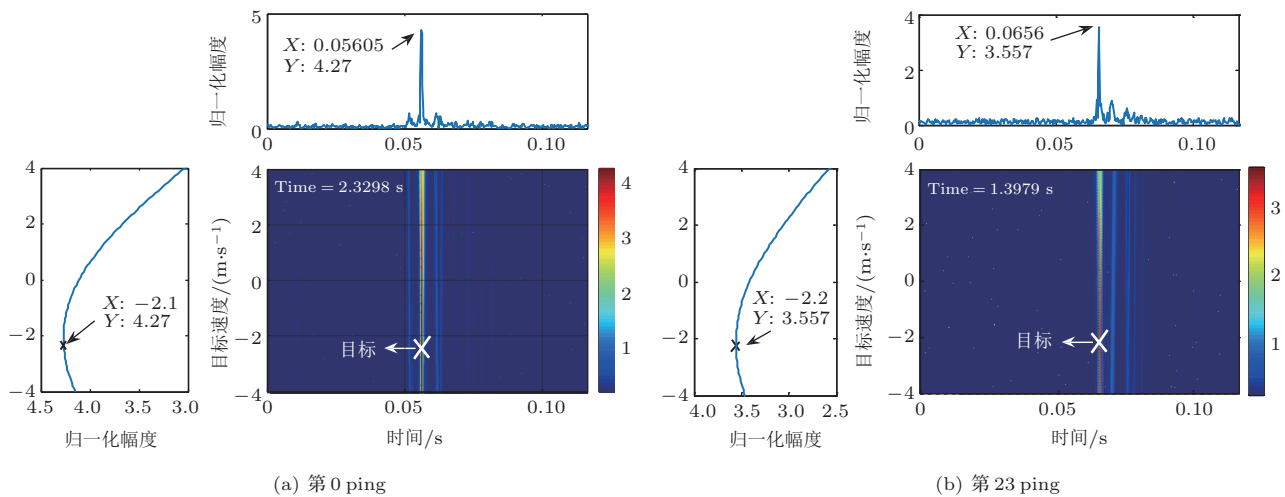 5
归一化幅度
0
X: 0.05605
Y: 4.27
0
0.05
0.10
4
2
0
−2
−4
X: −2.1
Y: 4.27
4.5
4.0
3.0
归一化幅度
目标速度/(m·s⁻¹)
4
2
0
−2
−4
Time = 2.3298 s
目标
0
0.05
0.10
时间/s
4
3
2
1
(a) 第 0 ping
4
2
0
归一化幅度
X: 0.0656
Y: 3.557
0
0.05
0.10
4
2
0
−2
−4
X: −2.2
Y: 3.557
4.0
3.5
3.0
2.5
归一化幅度
目标速度/(m·s⁻¹)
4
2
0
−2
−4
Time = 1.3979 s
目标
0
0.05
0.10
时间/s
3
2
1
(b) 第 23 ping